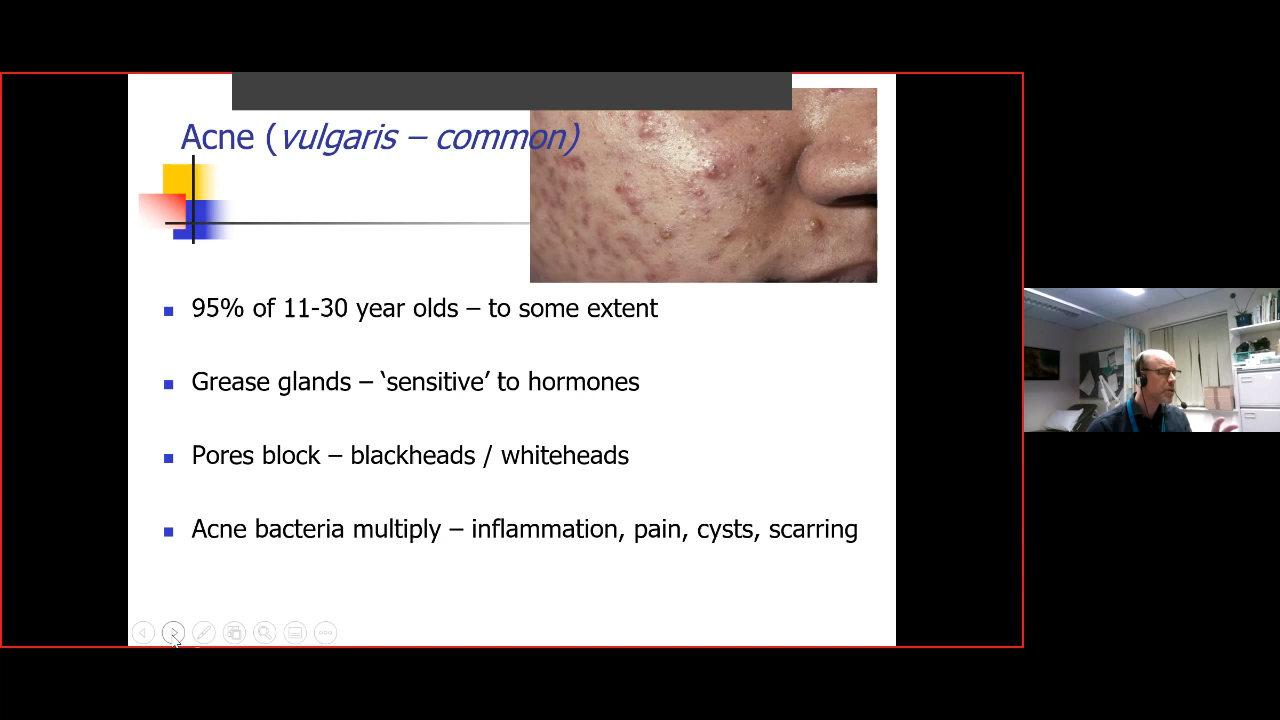 Acne (vulgaris – common)
95% of 11-30 year olds – to some extent
Grease glands – ‘sensitive’ to hormones
Pores block – blackheads / whiteheads
Acne bacteria multiply – inflammation, pain, cysts, scarring